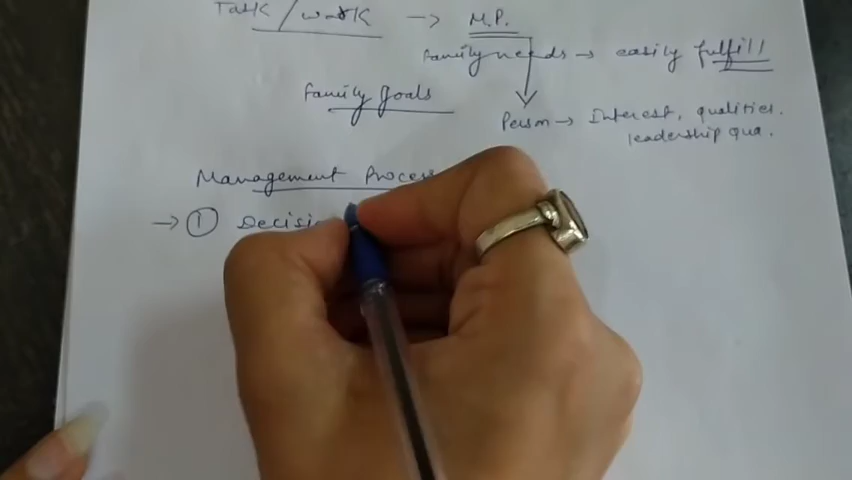 Task / work → M.P.
Family needs → easily fulfill
Family Goals
Person → Interest, qualities.
leadership qua.
Management Process
→ ① Decisi